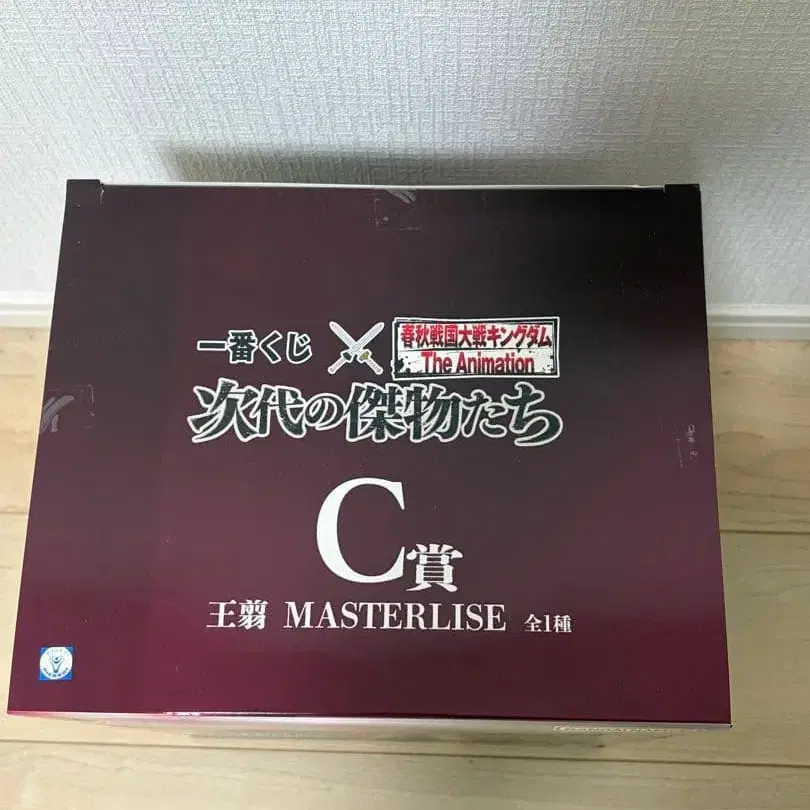 一番くじ
春秋戦国大戦キングダム
The Animation
次代の傑物たち
C賞
王翦 MASTERLISE 全1種